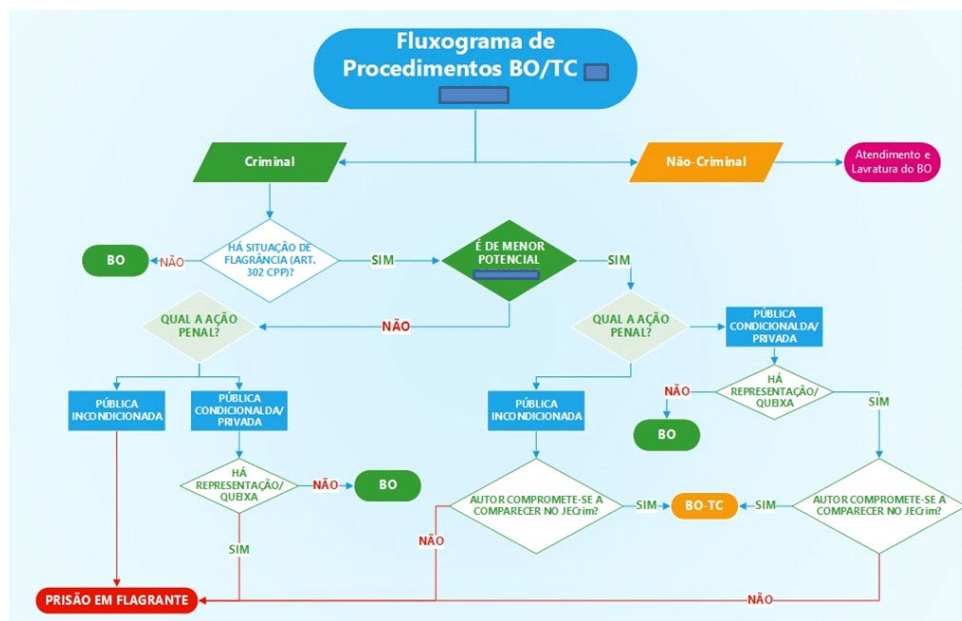 Fluxograma de
Procedimentos BO/TC
Criminal
Não-Criminal
Atendimento e
Lavratura do BO
HÁ SITUAÇÃO DE
FLAGRÂNCIA (ART.
302 CPP)?
NÃO
BO
SIM
É DE MENOR
POTENCIAL
SIM
NÃO
QUAL A AÇÃO
PENAL?
QUAL A AÇÃO
PENAL?
PÚBLICA
CONDICIONALDA/
PRIVADA
PÚBLICA
INCONDICIONADA
PÚBLICA
CONDICIONALDA/
PRIVADA
PÚBLICA
INCONDICIONADA
HÁ
REPRESENTAÇÃO/
QUEIXA
NÃO
SIM
BO
HÁ
REPRESENTAÇÃO/
QUEIXA
NÃO
BO
SIM
AUTOR COMPROMETE-SE A
COMPARECER NO JECrim?
SIM
BO-TC
SIM
AUTOR COMPROMETE-SE A
COMPARECER NO JECrim?
NÃO
NÃO
PRISÃO EM FLAGRANTE